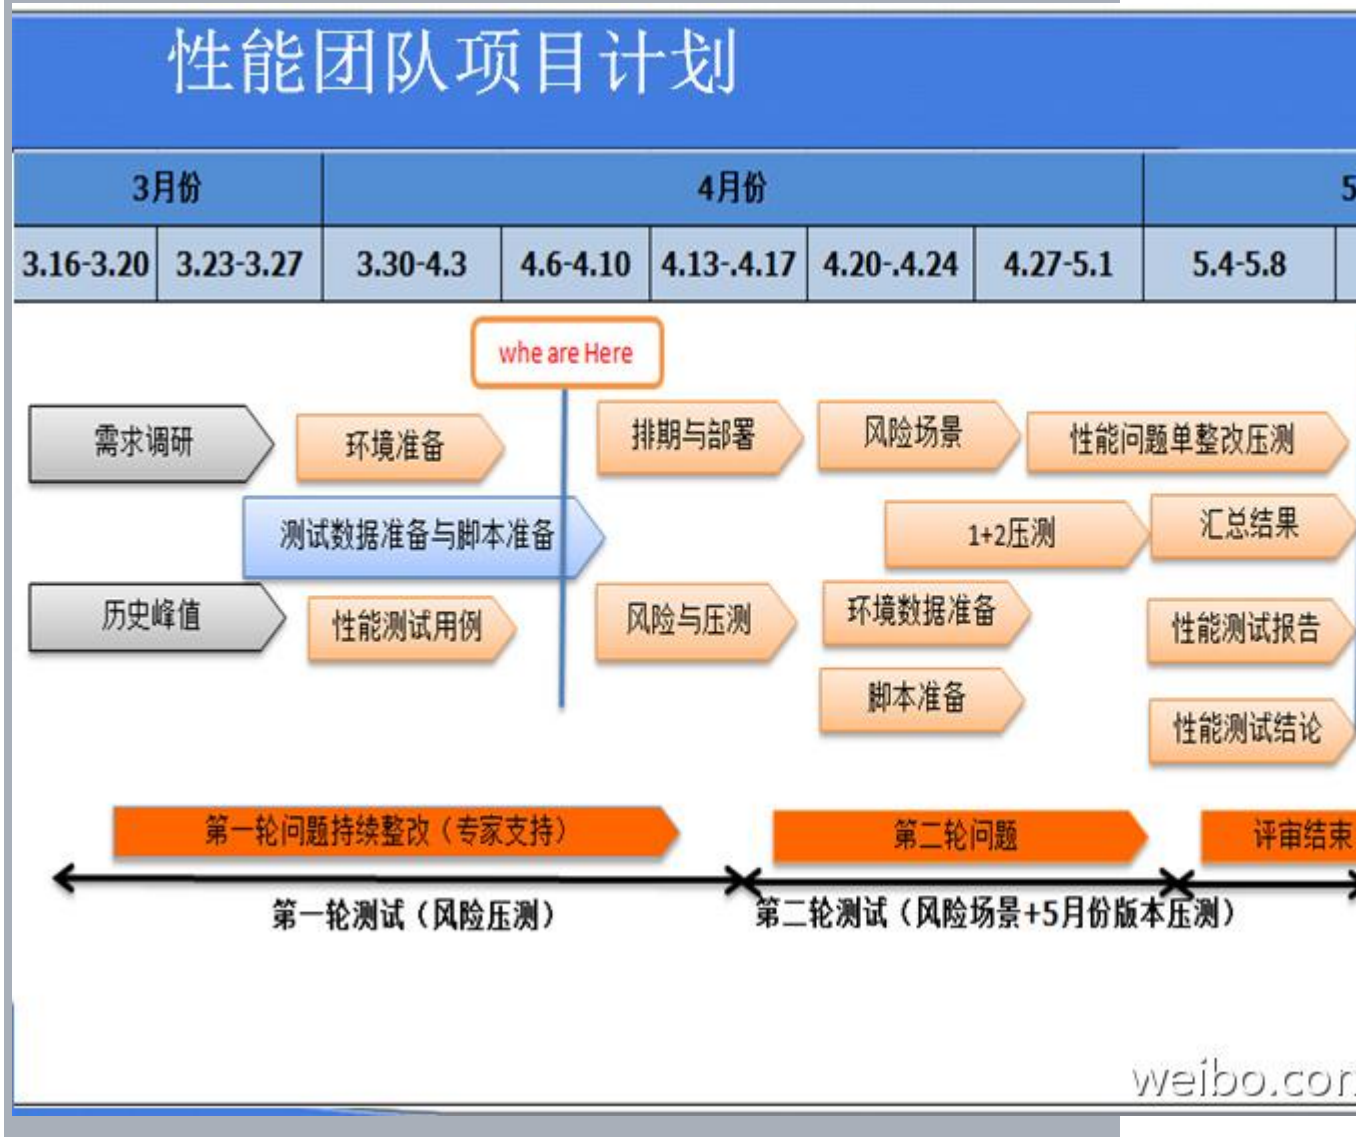 性能团队项目计划
3月份 4月份 5
3.16-3.20 3.23-3.27 3.30-4.3 4.6-4.10 4.13-.4.17 4.20-.4.24 4.27-5.1 5.4-5.8
whe are Here
需求调研 环境准备 排期与部署 风险场景 性能问题单整改压测
测试数据准备与脚本准备 1+2压测 汇总结果
历史峰值 性能测试用例 风险与压测 环境数据准备 性能测试报告
脚本准备 性能测试结论
第一轮问题持续整改（专家支持） 第二轮问题 评审结束
第一轮测试（风险压测） 第二轮测试（风险场景+5月份版本压测）
weibo.com